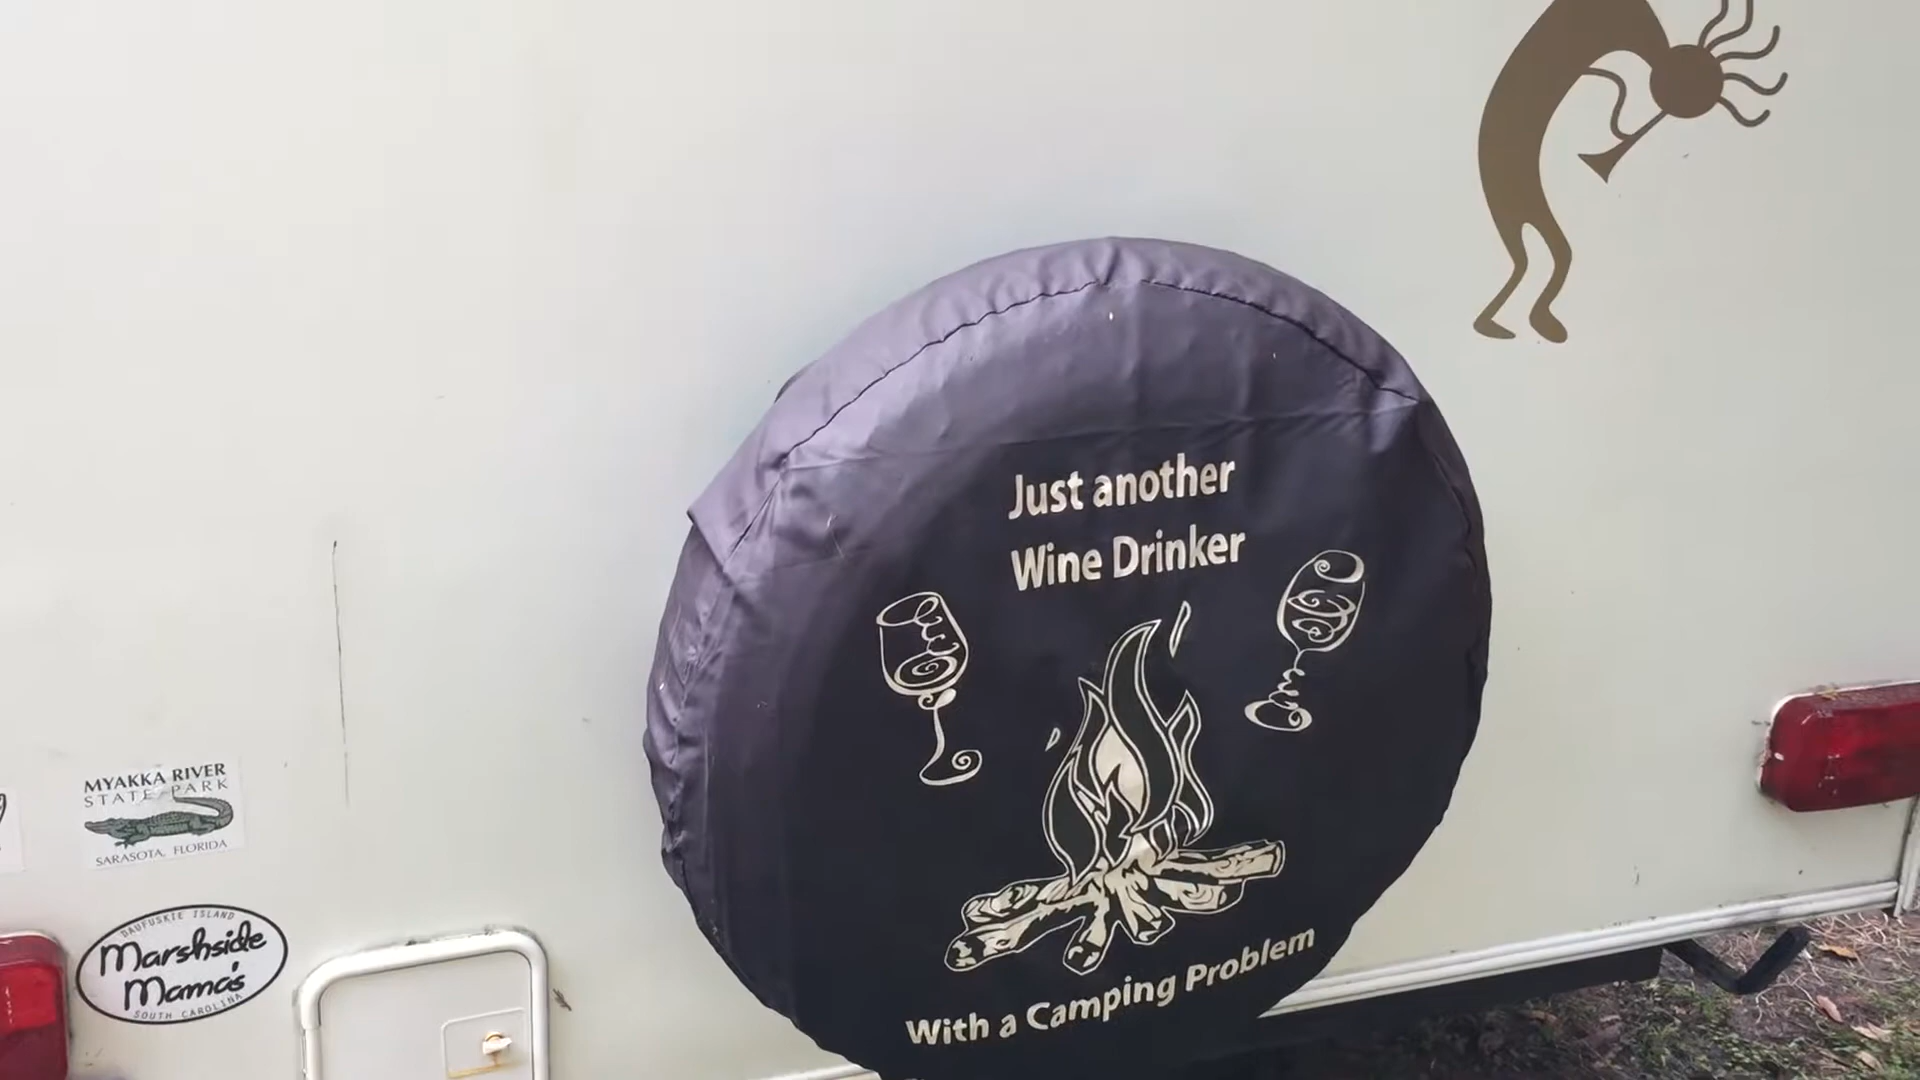 Just another
Wine Drinker
With a Camping Problem
MYAKKA RIVER
STATE PARK
SARASOTA, FLORIDA
DAUFUSKIE ISLAND
Marshside
Mama's
SOUTH CAROLINA